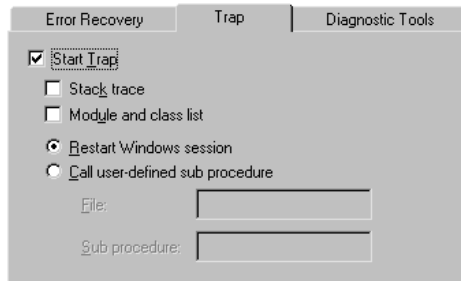 Error Recovery Trap Diagnostic Tools
Start Trap
Stack trace
Module and class list
Restart Windows session
Call user-defined sub procedure
File:
Sub procedure: